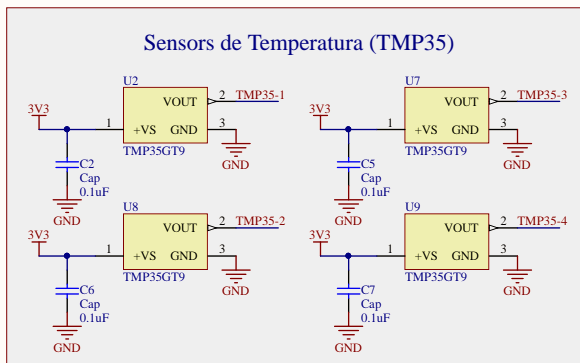 Sensors de Temperatura (TMP35)
U2
3V3
VOUT
2
TMP35-1
1
+VS
GND
3
TMP35GT9
C2
Cap
0.1uF
GND
GND
U7
3V3
VOUT
2
TMP35-3
1
+VS
GND
3
TMP35GT9
C5
Cap
0.1uF
GND
GND
U8
3V3
VOUT
2
TMP35-2
1
+VS
GND
3
TMP35GT9
C6
Cap
0.1uF
GND
GND
U9
3V3
VOUT
2
TMP35-4
1
+VS
GND
3
TMP35GT9
C7
Cap
0.1uF
GND
GND